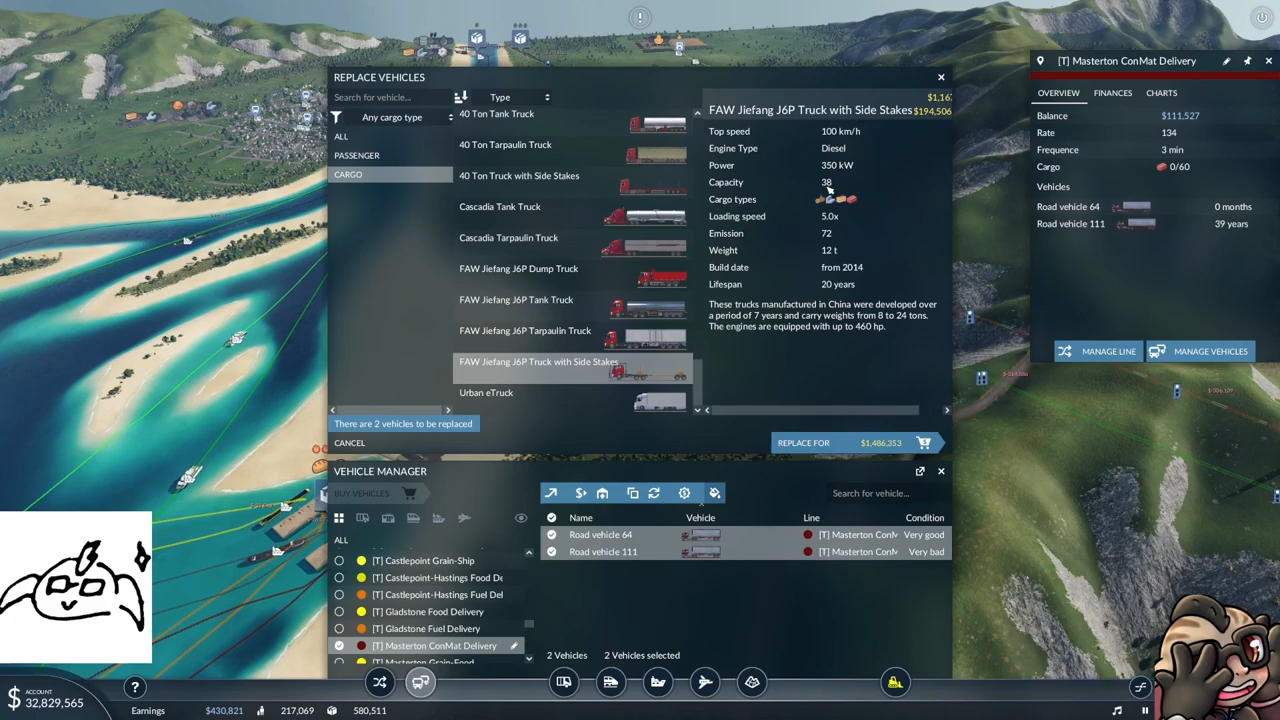 REPLACE VEHICLES
Search for vehicle...
Type
Any cargo type
ALL
PASSENGER
CARGO
40 Ton Tank Truck
40 Ton Tarpaulin Truck
40 Ton Truck with Side Stakes
Cascadia Tank Truck
Cascadia Tarpaulin Truck
FAW Jiefang J6P Dump Truck
FAW Jiefang J6P Tank Truck
FAW Jiefang J6P Tarpaulin Truck
FAW Jiefang J6P Truck with Side Stakes
Urban eTruck
$1,167
FAW Jiefang J6P Truck with Side Stakes $194,506
Top speed 100 km/h
Engine Type Diesel
Power 350 kW
Capacity 38
Cargo types
Loading speed 5.0x
Emission 72
Weight 12 t
Build date from 2014
Lifespan 20 years
These trucks manufactured in China were developed over
a period of 7 years and carry weights from 8 to 24 tons.
The engines are equipped with up to 460 hp.
There are 2 vehicles to be replaced
CANCEL
REPLACE FOR $1,486,353
[T] Masterton ConMat Delivery
OVERVIEW FINANCES CHARTS
Balance $111,527
Rate 134
Frequence 3 min
Cargo 0/60
Vehicles
Road vehicle 64 0 months
Road vehicle 111 39 years
MANAGE LINE MANAGE VEHICLES
VEHICLE MANAGER
BUY VEHICLES
Search for vehicle...
ALL
[T] Castlepoint Grain-Ship
[T] Castlepoint-Hastings Food De
[T] Castlepoint-Hastings Fuel Del
[T] Gladstone Food Delivery
[T] Gladstone Fuel Delivery
[T] Masterton ConMat Delivery
[T] Masterton Grain-Food
Name Vehicle Line Condition
Road vehicle 64 [T] Masterton ConM Very good
Road vehicle 111 [T] Masterton ConM Very bad
2 Vehicles 2 Vehicles selected
$ ACCOUNT
32,829,565
?
Earnings $430,821 217,069 580,511